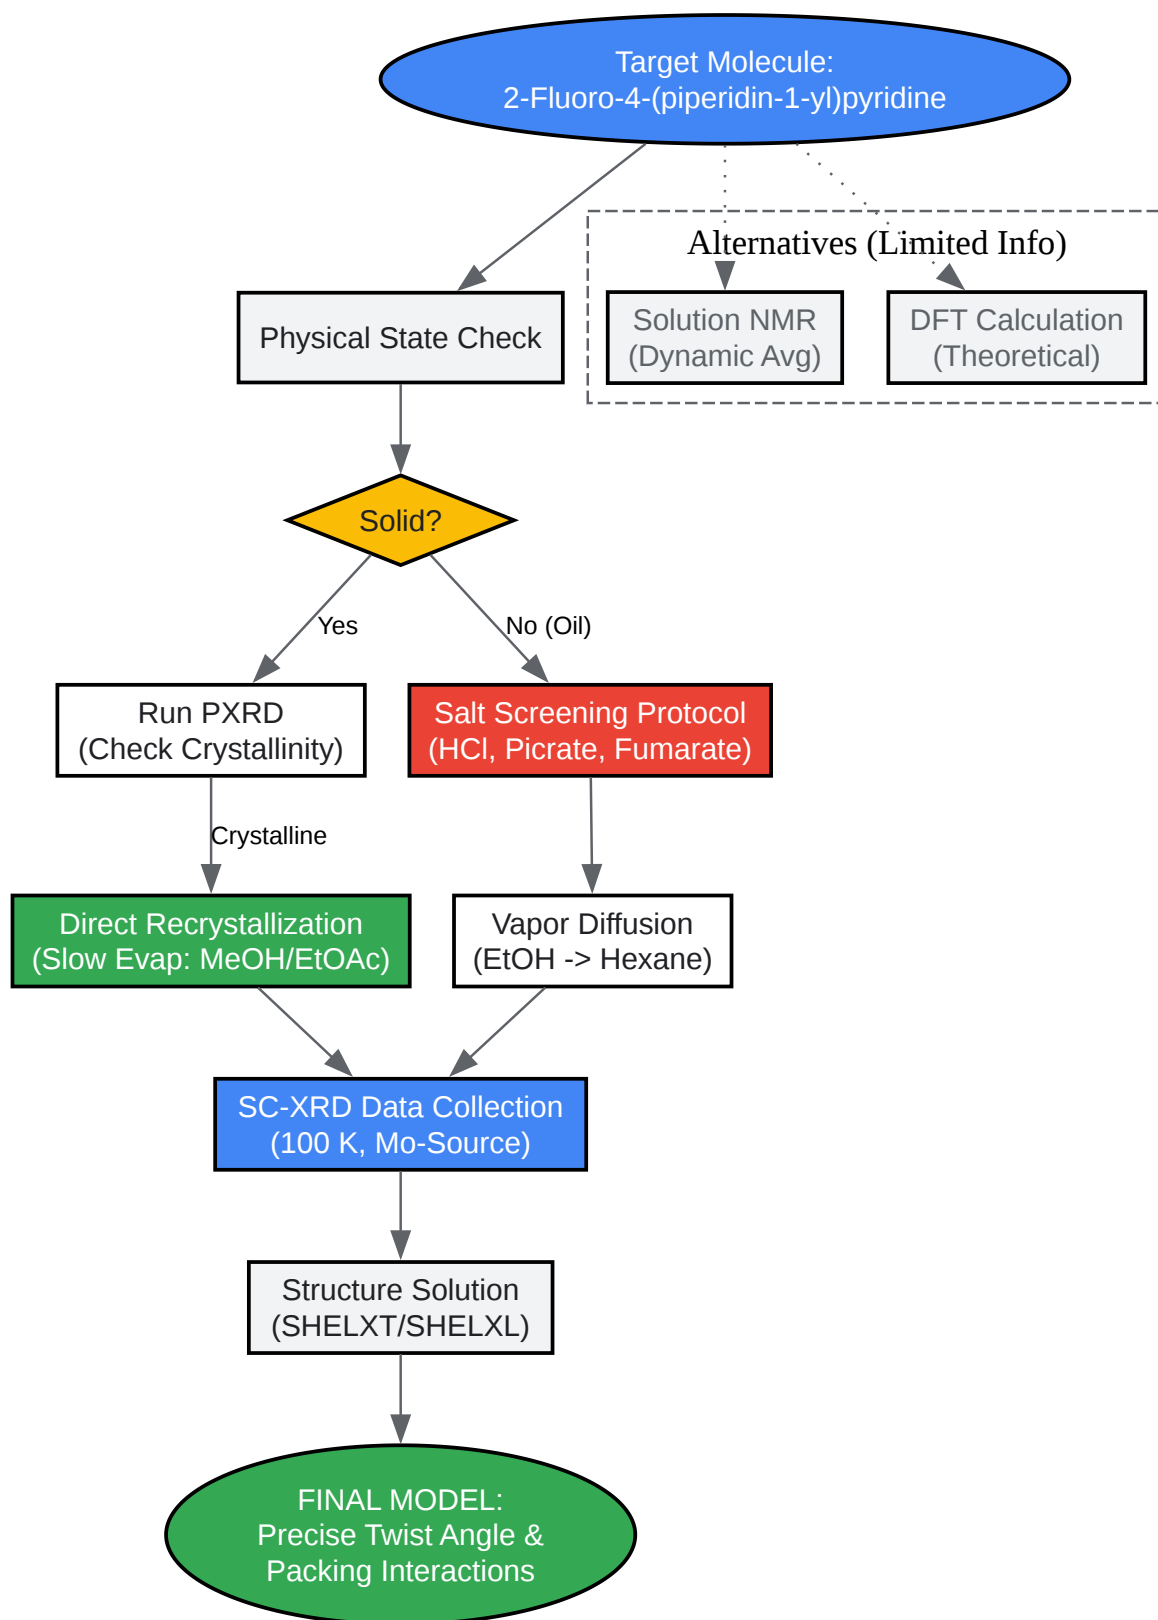 Target Molecule:
2-Fluoro-4-(piperidin-1-yl)pyridine
Alternatives (Limited Info)
Physical State Check
Solution NMR
(Dynamic Avg)
DFT Calculation
(Theoretical)
Solid?
Yes
No (Oil)
Run PXRD
(Check Crystallinity)
Salt Screening Protocol
(HCl, Picrate, Fumarate)
Crystalline
Direct Recrystallization
(Slow Evap: MeOH/EtOAc)
Vapor Diffusion
(EtOH -> Hexane)
SC-XRD Data Collection
(100 K, Mo-Source)
Structure Solution
(SHELXT/SHELXL)
FINAL MODEL:
Precise Twist Angle &
Packing Interactions